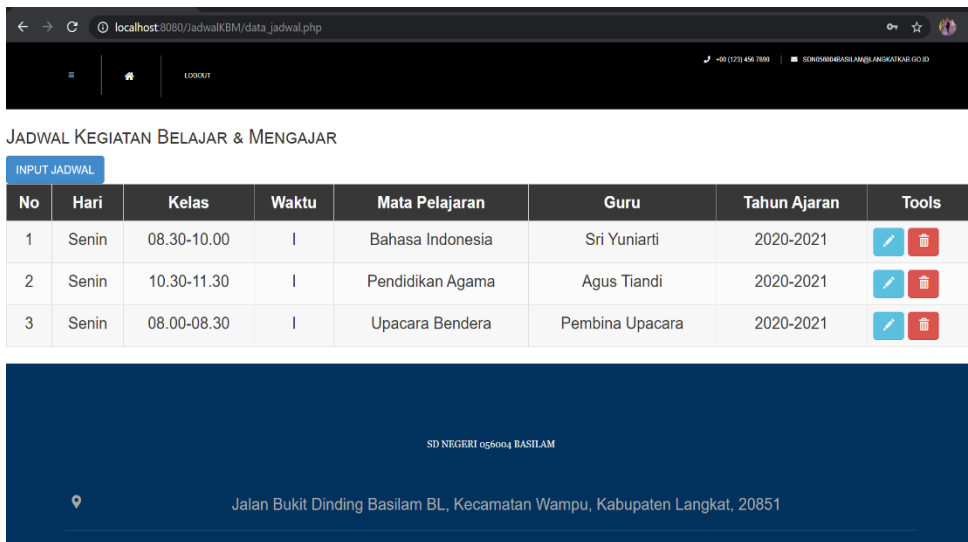 localhost:8080/JadwalKBM/data_jadwal.php
+00 (123) 456 7890 SDN056004BASILAM@LANGKATKAB.GO.ID
LOGOUT
JADWAL KEGIATAN BELAJAR & MENGAJAR
INPUT JADWAL
No Hari Kelas Waktu Mata Pelajaran Guru Tahun Ajaran Tools
1 Senin 08.30-10.00 I Bahasa Indonesia Sri Yuniarti 2020-2021
2 Senin 10.30-11.30 I Pendidikan Agama Agus Tiandi 2020-2021
3 Senin 08.00-08.30 I Upacara Bendera Pembina Upacara 2020-2021
SD NEGERI 056004 BASILAM
Jalan Bukit Dinding Basilam BL, Kecamatan Wampu, Kabupaten Langkat, 20851